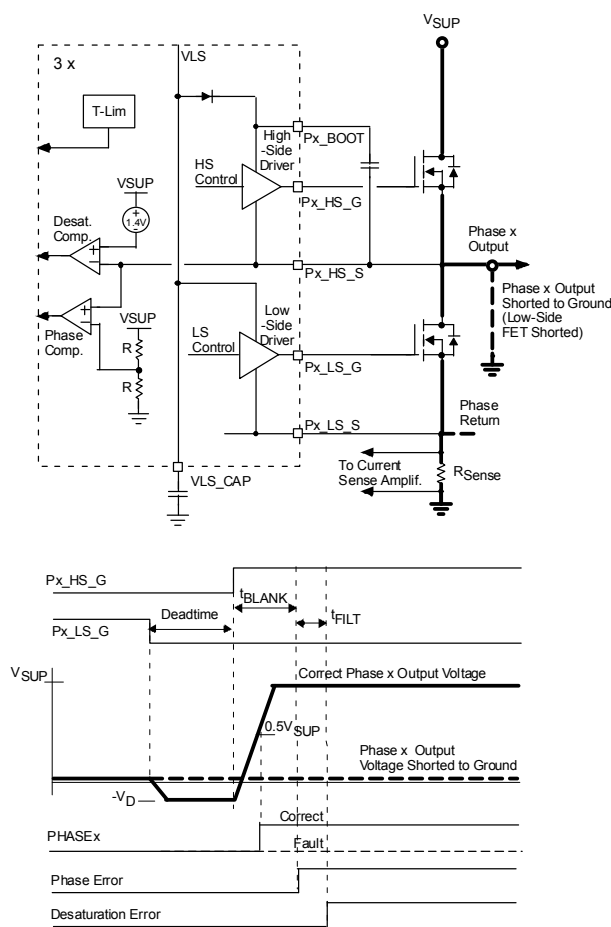 VSUP
3 x
VLS
T-Lim
High
-Side
Driver
Px_BOOT
HS
Control
Px_HS_G
VSUP
1.4V
Desat.
Comp.
Phase x
Output
Px_HS_S
Phase x Output
Shorted to Ground
(Low-Side
FET Shorted)
Phase
Comp.
VSUP
R
R
Low
-Side
Driver
LS
Control
Px_LS_G
Phase
Return
Px_LS_S
To Current
Sense Amplif.
RSense
VLS_CAP
Px_HS_G
tBLANK
Deadtime
tFILT
Px_LS_G
VSUP
Correct Phase x Output Voltage
0.5VSUP
Phase x Output
Voltage Shorted to Ground
-VD
Correct
PHASEx
Fault
Phase Error
Desaturation Error